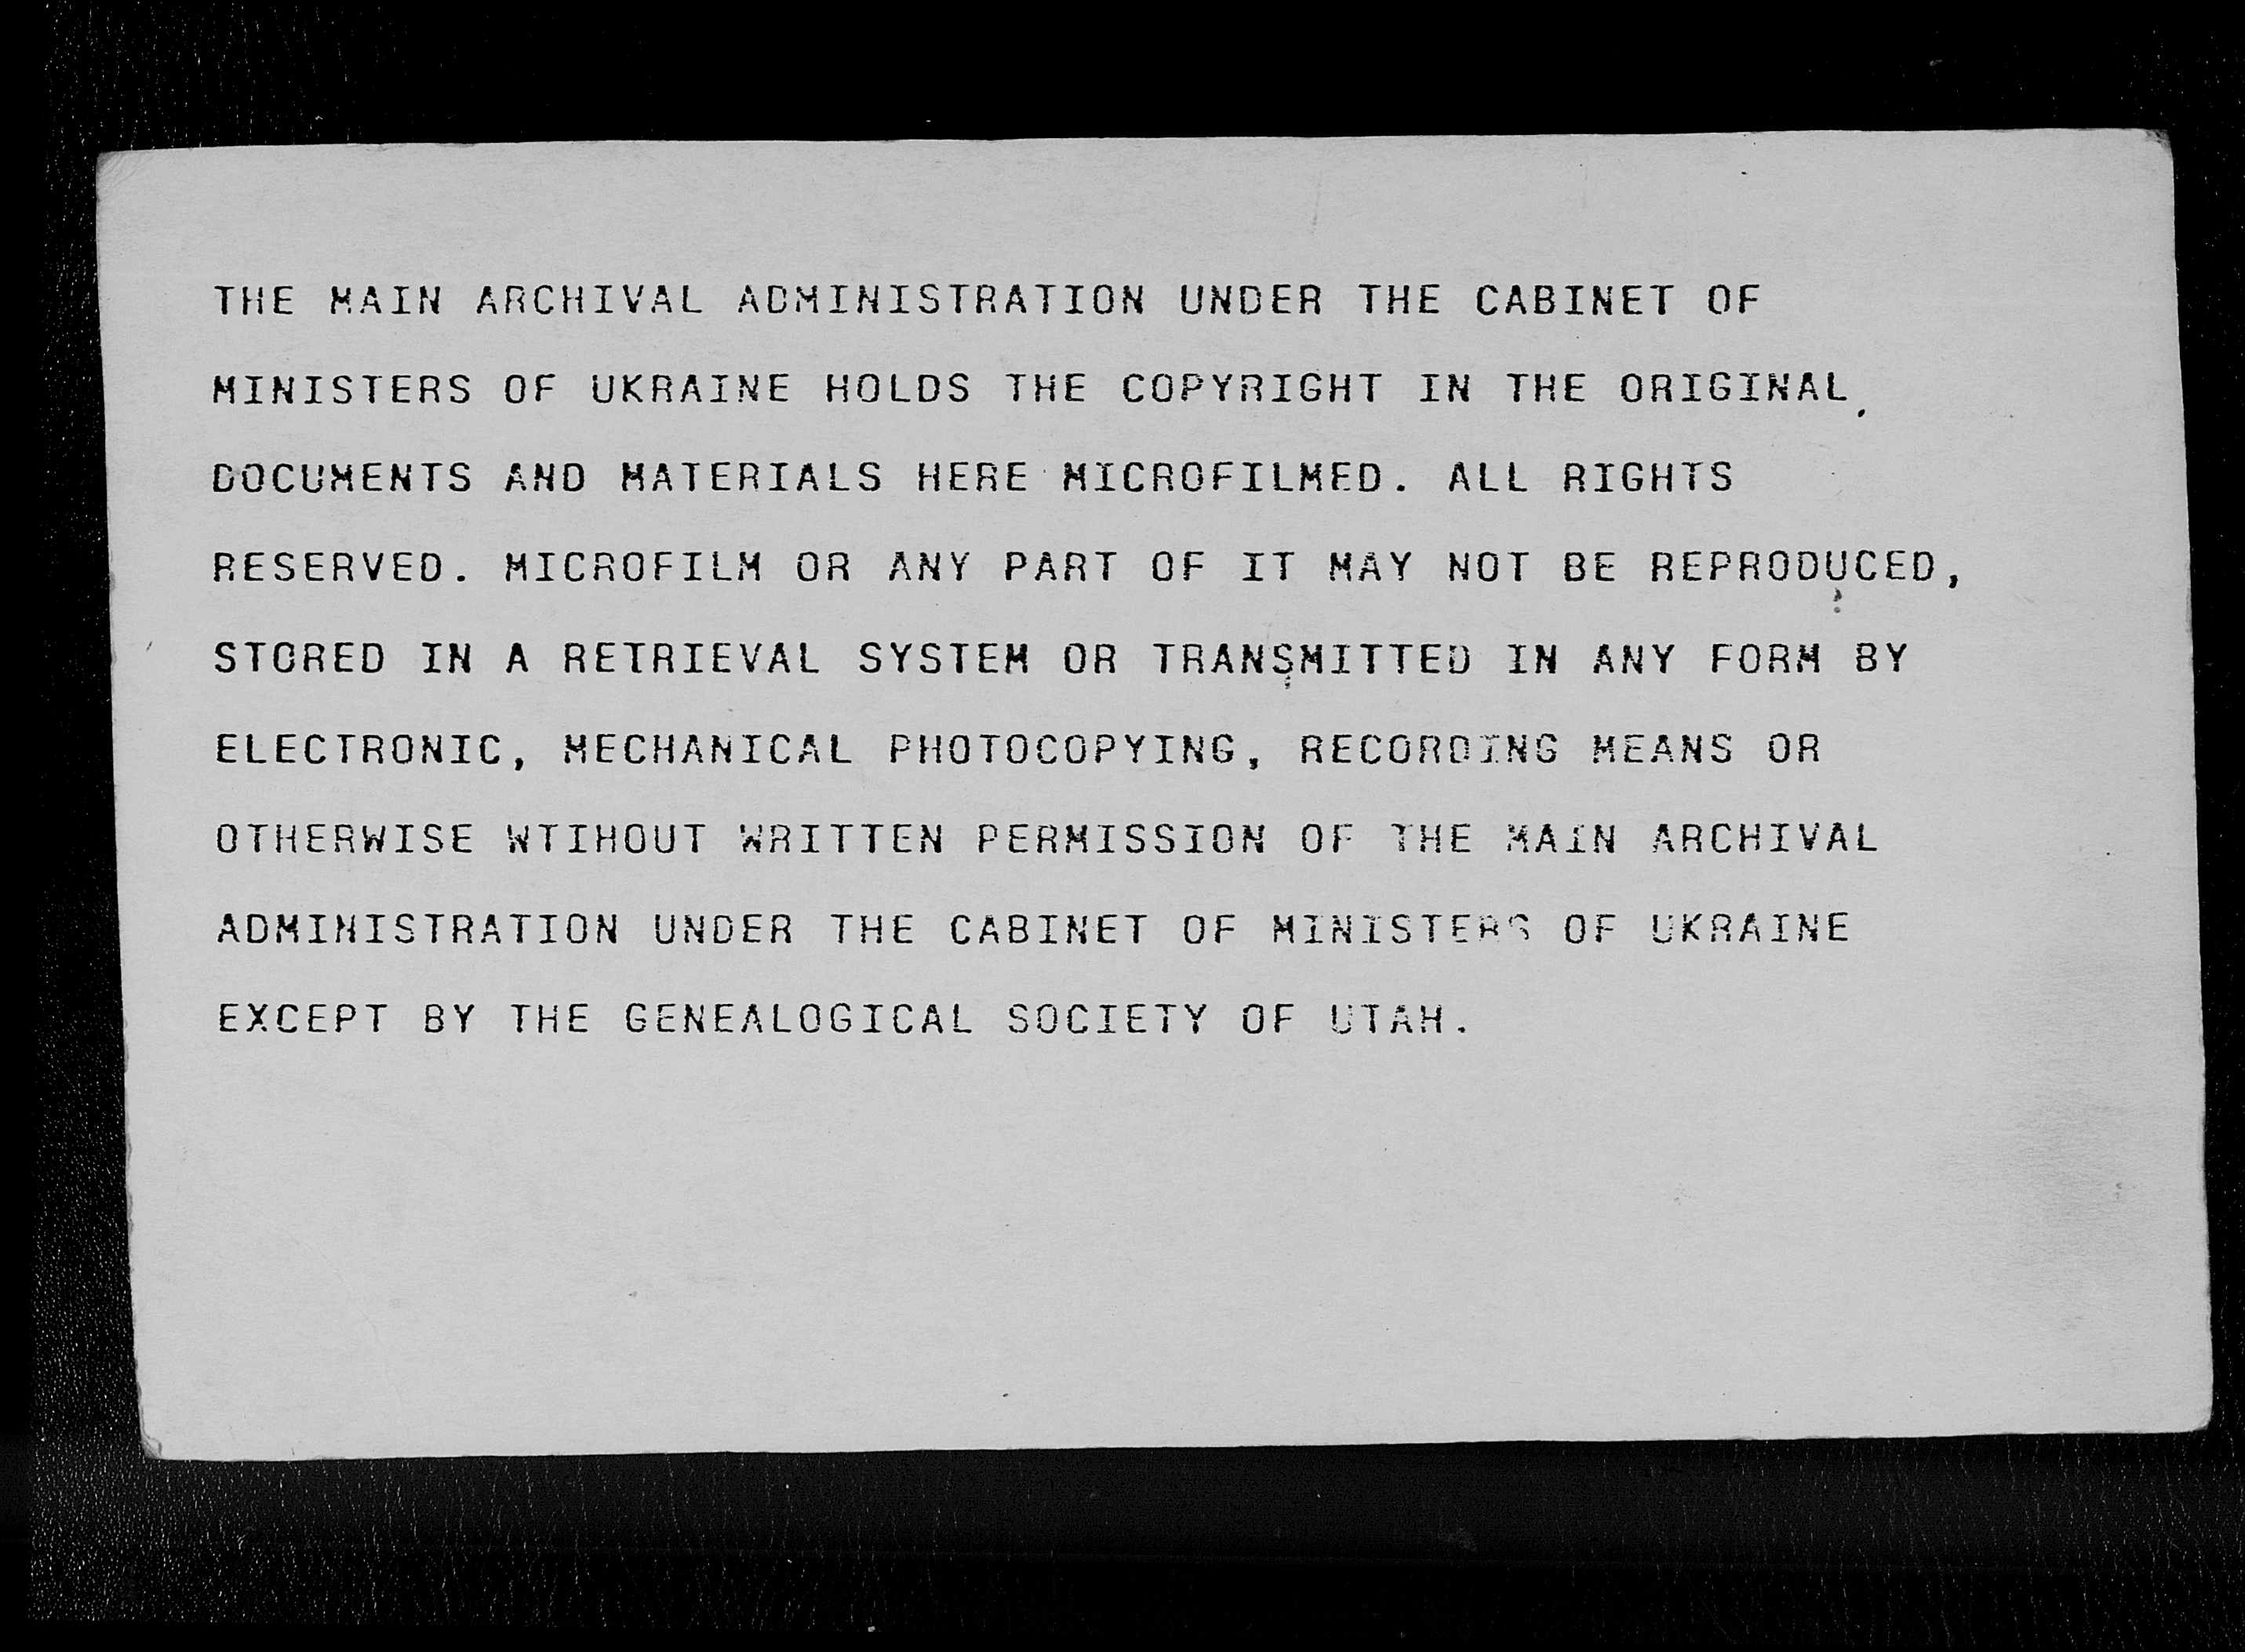 THE MAIN ARCHIVAL ADMINISTRATION UNDER THE CABINET OF
MINISTERS OF UKRAINE HOLDS THE COPYRIGHT IN THE ORIGINAL
DOCUMENTS AND MATERIALS HERE MICROFILMED. ALL RIGHTS
RESERVED. MICROFILM OR ANY PART OF IT MAY NOT BE REPRODUCED,
STORED IN A RETRIEVAL SYSTEM OR TRANSMITTED IN ANY FORM BY
ELECTRONIC, MECHANICAL PHOTOCOPYING, RECORDING MEANS OR
OTHERWISE WTIHOUT WRITTEN PERMISSION OF THE MAIN ARCHIVAL
ADMINISTRATION UNDER THE CABINET OF MINISTERS OF UKRAINE
EXCEPT BY THE GENEALOGICAL SOCIETY OF UTAH.